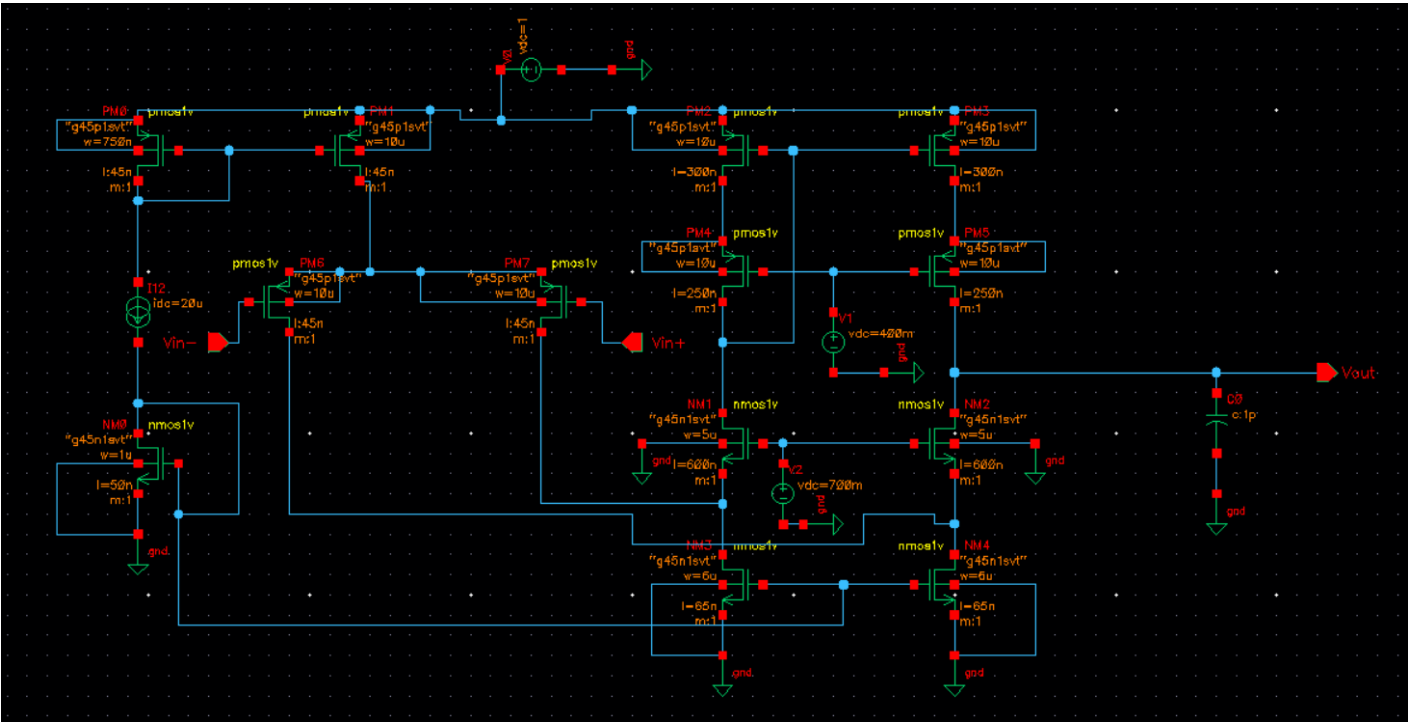 vdc=1
V0
gnd
PM0
pmos1v
"g45p1svt"
w=750n
l:45n
m:1
pmos1v
PM1
"g45p1svt"
w=10u
l:45n
m:1
PM2
pmos1v
"g45p1svt"
w=10u
l=300n
m:1
pmos1v
PM3
"g45p1svt"
w=10u
l=300n
m:1
PM4
pmos1v
"g45p1svt"
w=10u
l=250n
m:1
pmos1v
PM5
"g45p1svt"
w=10u
l=250n
m:1
pmos1v
PM6
"g45p1svt"
w=10u
l:45n
m:1
PM7
pmos1v
"g45p1svt"
w=10u
l:45n
m:1
I12
idc=20u
Vin-
Vin+
V1
vdc=400m
gnd
Vout
C0
c:1p
gnd
NM0
nmos1v
"g45n1svt"
w=1u
l=50n
m:1
gnd
NM1
nmos1v
"g45n1svt"
w=5u
gnd
l=600n
m:1
nmos1v
NM2
"g45n1svt"
w=5u
gnd
l=600n
m:1
V2
vdc=700m
gnd
NM3
nmos1v
"g45n1svt"
w=6u
l=65n
m:1
gnd
nmos1v
NM4
"g45n1svt"
w=6u
l=65n
m:1
gnd